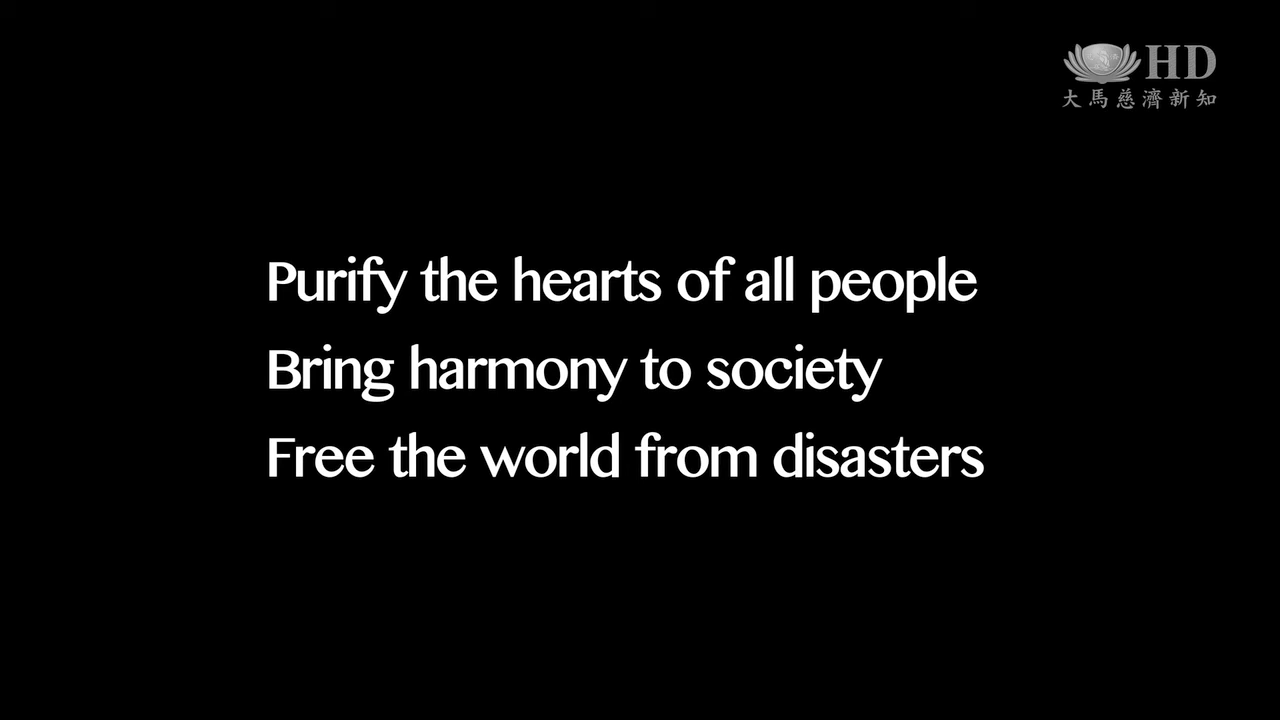 HD
大馬慈濟新知
Purify the hearts of all people
Bring harmony to society
Free the world from disasters